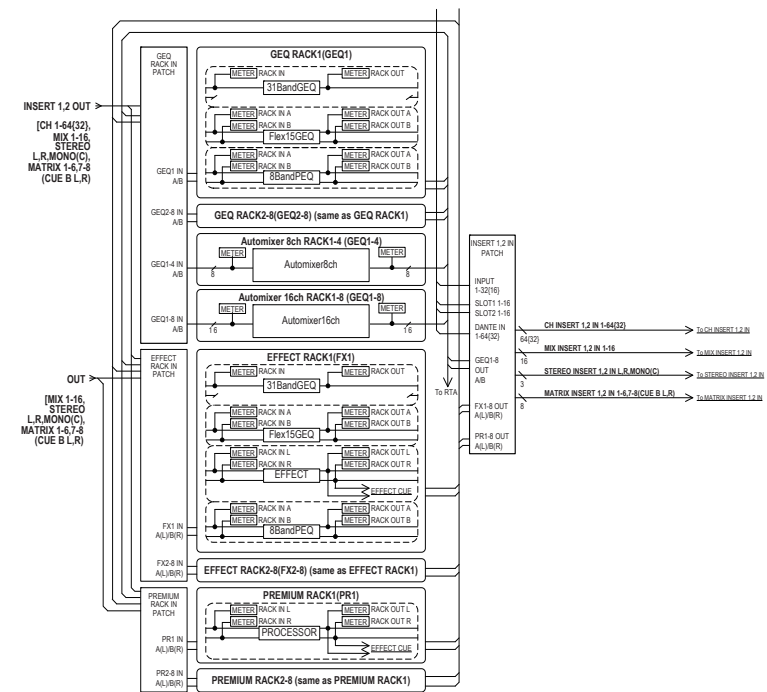 GEQ
RACK IN
PATCH
INSERT 1,2 OUT
[CH 1-64{32},
MIX 1-16,
STEREO
L,R,MONO(C),
MATRIX 1-6,7-8
(CUE B L,R)
GEQ1 IN
A/B
GEQ2-8 IN
A/B
GEQ1-4 IN
A/B
GEQ1-8 IN
A/B
GEQ RACK1(GEQ1)
METER RACK IN METER RACK OUT
31BandGEQ
METER RACK IN A METER RACK OUT A
METER RACK IN B METER RACK OUT B
Flex15GEQ
METER RACK IN A METER RACK OUT A
METER RACK IN B METER RACK OUT B
8BandPEQ
GEQ RACK2-8(GEQ2-8) (same as GEQ RACK1)
Automixer 8ch RACK1-4 (GEQ1-4)
METER METER
8 Automixer8ch 8
Automixer 16ch RACK1-8 (GEQ1-8)
METER METER
16 Automixer16ch 16
EFFECT
RACK IN
PATCH
OUT
[MIX 1-16,
STEREO
L,R,MONO(C),
MATRIX 1-6,7-8
(CUE B L,R)
FX1 IN
A(L)/B(R)
FX2-8 IN
A(L)/B(R)
EFFECT RACK1(FX1)
METER RACK IN METER RACK OUT
31BandGEQ
METER RACK IN A METER RACK OUT A
METER RACK IN B METER RACK OUT B
Flex15GEQ
METER RACK IN L METER RACK OUT L
METER RACK IN R METER RACK OUT R
EFFECT
EFFECT CUE
METER RACK IN A METER RACK OUT A
METER RACK IN B METER RACK OUT B
8BandPEQ
EFFECT RACK2-8(FX2-8) (same as EFFECT RACK1)
PREMIUM
RACK IN
PATCH
PR1 IN
A(L)/B(R)
PR2-8 IN
A(L)/B(R)
PREMIUM RACK1(PR1)
METER RACK IN L METER RACK OUT L
METER RACK IN R METER RACK OUT R
PROCESSOR
EFFECT CUE
PREMIUM RACK2-8 (same as PREMIUM RACK1)
To RTA
INSERT 1,2 IN
PATCH
INPUT
1-32{16}
SLOT1 1-16
SLOT2 1-16
DANTE IN
1-64{32}
GEQ1-8
OUT
A/B
FX1-8 OUT
A(L)/B(R)
PR1-8 OUT
A(L)/B(R)
CH INSERT 1,2 IN 1-64{32}
64{32}
To CH INSERT 1,2 IN
MIX INSERT 1,2 IN 1-16
16
To MIX INSERT 1,2 IN
STEREO INSERT 1,2 IN L,R,MONO(C)
3
To STEREO INSERT 1,2 IN
MATRIX INSERT 1,2 IN 1-6,7-8(CUE B L,R)
8
To MATRIX INSERT 1,2 IN